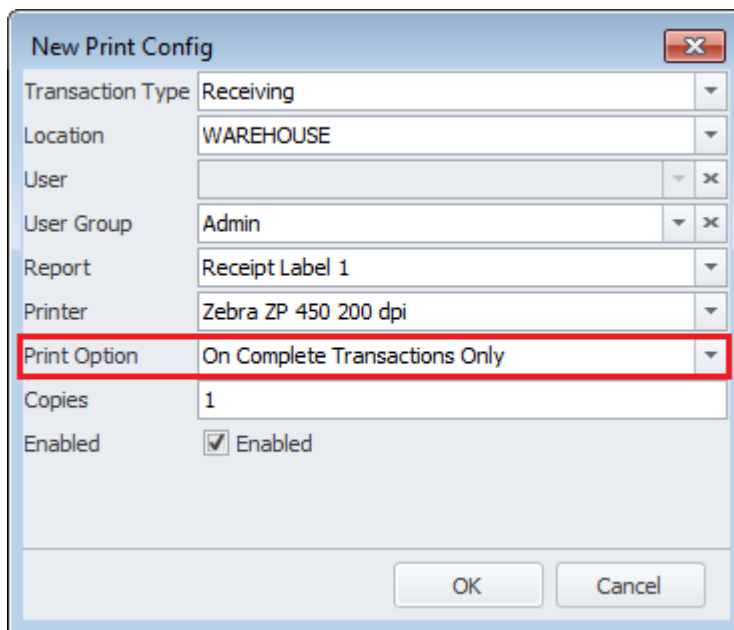 New Print Config
Transaction Type Receiving
Location WAREHOUSE
User
User Group Admin
Report Receipt Label 1
Printer Zebra ZP 450 200 dpi
Print Option On Complete Transactions Only
Copies 1
Enabled Enabled
OK Cancel